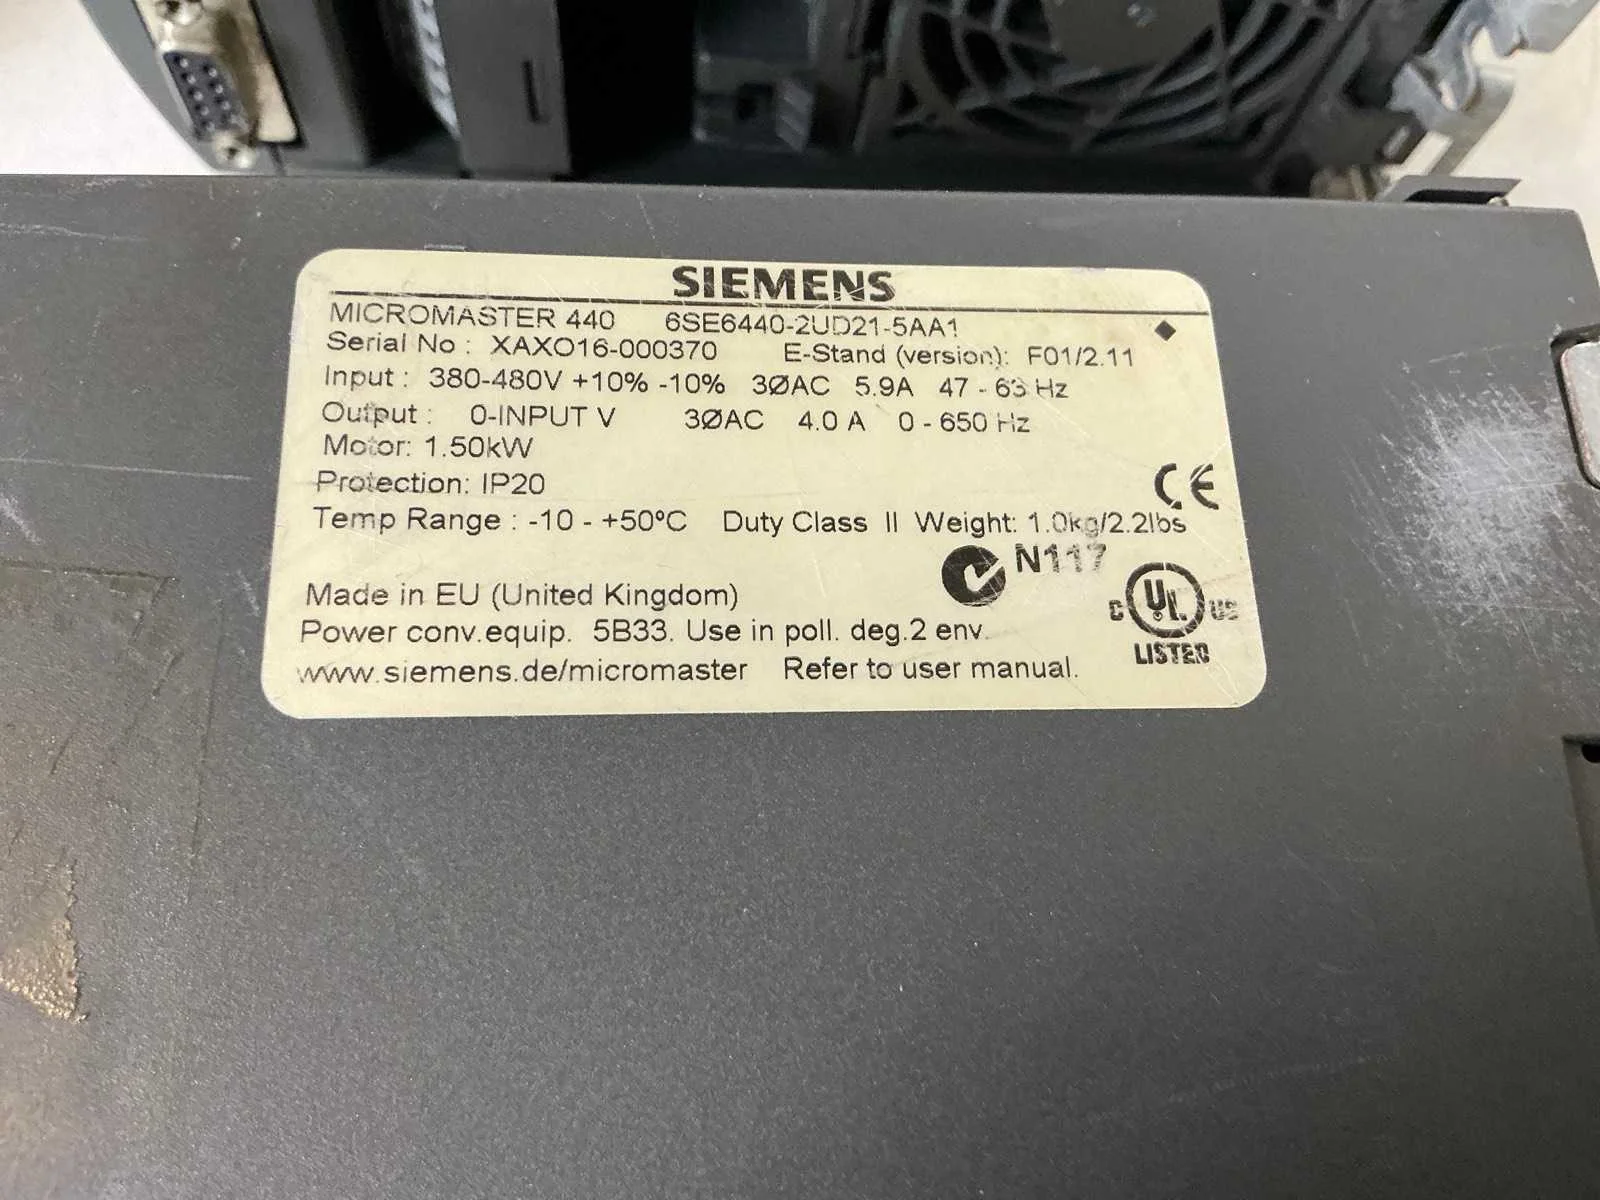 SIEMENS
MICROMASTER 440 6SE6440-2UD21-5AA1
Serial No : XAXO16-000370 E-Stand (version): F01/2.11
Input : 380-480V +10% -10% 3ØAC 5.9A 47 - 63 Hz
Output : 0-INPUT V 3ØAC 4.0 A 0 - 650 Hz
Motor: 1.50kW
Protection: IP20
CE
Temp Range : -10 - +50ºC Duty Class II Weight: 1.0kg/2.2lbs
N117
Made in EU (United Kingdom)
C UL US
Power conv.equip. 5B33. Use in poll. deg.2 env.
LISTED
www.siemens.de/micromaster Refer to user manual.